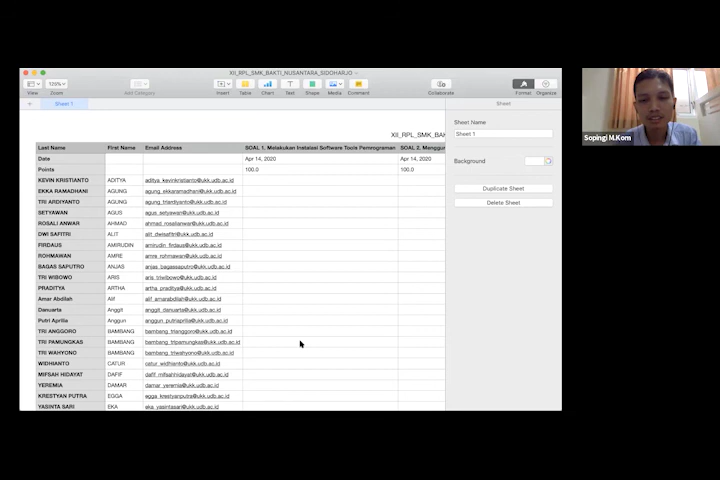 XII_RPL_SMK_BAKTI_NUSANTARA_SIDOHARJO
125%
View Zoom Add Category Insert Table Chart Text Shape Media Comment Collaborate Format Organize
+ Sheet 1 Sheet
Sheet Name
Sheet 1
Background
Duplicate Sheet
Delete Sheet
XII_RPL_SMK_BAK
Last Name First Name Email Address SOAL 1. Melakukan Instalasi Software Tools Pemrograman SOAL 2. Menggun
Date Apr 14, 2020 Apr 14, 2020
Points 100.0 100.0
KEVIN KRISTIANTO ADITYA aditya_kevinkristianto@ukk.udb.ac.id
EKKA RAMADHANI AGUNG agung_ekkaramadhani@ukk.udb.ac.id
TRI ARDIYANTO AGUNG agung_triardiyanto@ukk.udb.ac.id
SETYAWAN AGUS agus_setyawan@ukk.udb.ac.id
ROSALI ANWAR AHMAD ahmad_rosalianwar@ukk.udb.ac.id
DWI SAFITRI ALIT alit_dwisafitri@ukk.udb.ac.id
FIRDAUS AMIRUDIN amirudin_firdaus@ukk.udb.ac.id
ROHMAWAN AMRE amre_rohmawan@ukk.udb.ac.id
BAGAS SAPUTRO ANJAS anjas_bagassaputro@ukk.udb.ac.id
TRI WIBOWO ARIS aris_triwibowo@ukk.udb.ac.id
PRADITYA ARTHA artha_praditya@ukk.udb.ac.id
Amar Abdilah Alif alif_amarabdilah@ukk.udb.ac.id
Danuarta Anggit anggit_danuarta@ukk.udb.ac.id
Putri Aprilia Anggun anggun_putriaprilia@ukk.udb.ac.id
TRI ANGGORO BAMBANG bambang_trianggoro@ukk.udb.ac.id
TRI PAMUNGKAS BAMBANG bambang_tripamungkas@ukk.udb.ac.id
TRI WAHYONO BAMBANG bambang_triwahyono@ukk.udb.ac.id
WIDHIANTO CATUR catur_widhianto@ukk.udb.ac.id
MIFSAH HIDAYAT DAFIF dafif_mifsahhidayat@ukk.udb.ac.id
YEREMIA DAMAR damar_yeremia@ukk.udb.ac.id
KRESTYAN PUTRA EGGA egga_krestyanputra@ukk.udb.ac.id
YASINTA SARI EKA eka_yasintasari@ukk.udb.ac.id
Sopingi M.Kom